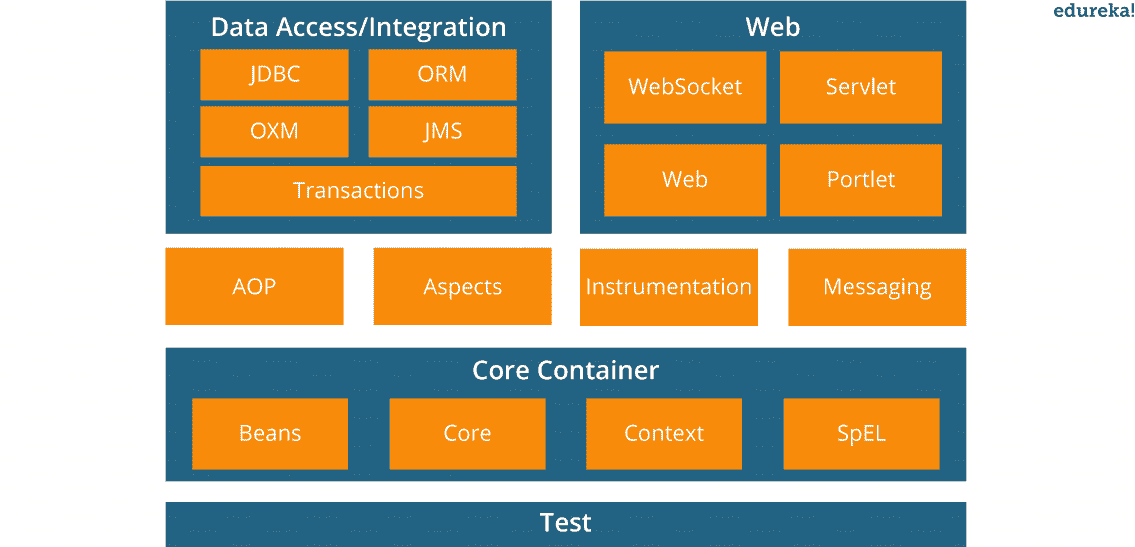 edureka!
Data Access/Integration
JDBC
ORM
OXM
JMS
Transactions
Web
WebSocket
Servlet
Web
Portlet
AOP
Aspects
Instrumentation
Messaging
Core Container
Beans
Core
Context
SpEL
Test